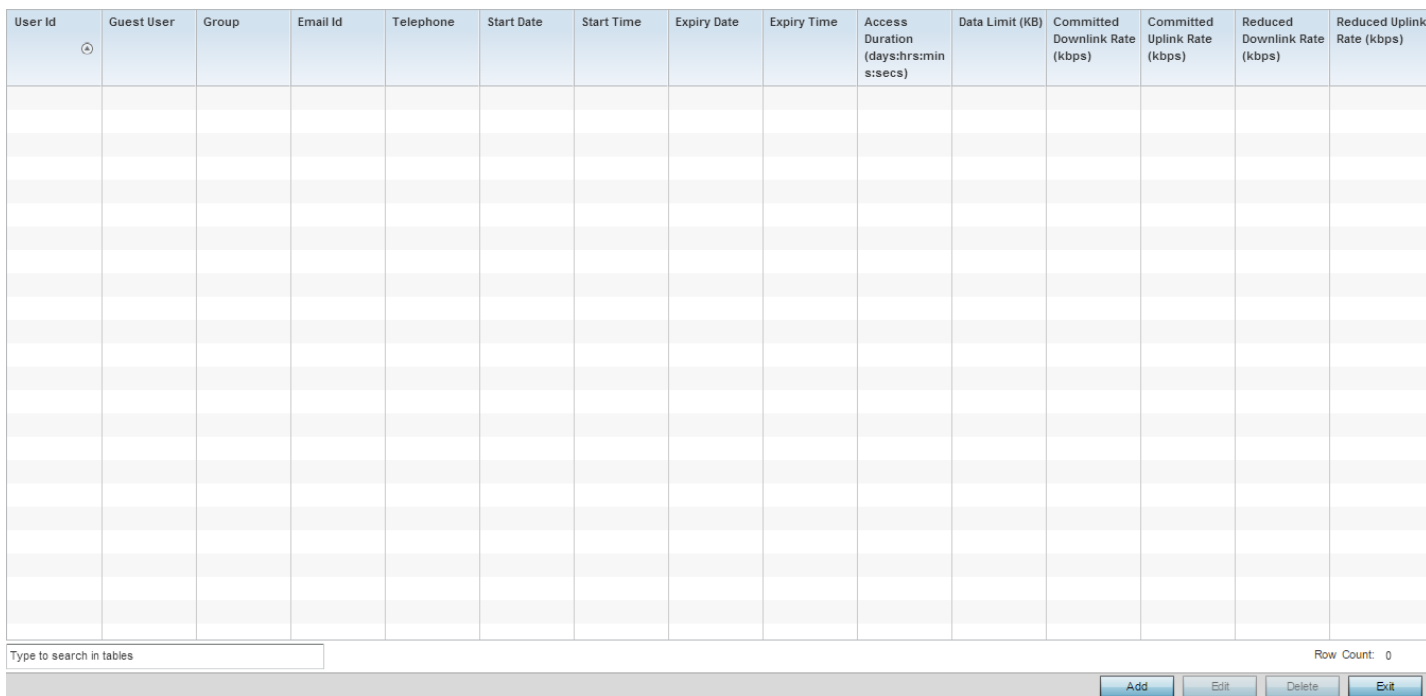 User Id
Guest User
Group
Email Id
Telephone
Start Date
Start Time
Expiry Date
Expiry Time
Access
Duration
(days:hrs:min
s:secs)
Data Limit (KB)
Committed
Downlink Rate
(kbps)
Committed
Uplink Rate
(kbps)
Reduced
Downlink Rate
(kbps)
Reduced Uplink
Rate (kbps)
Type to search in tables
Row Count: 0
Add
Edit
Delete
Exit